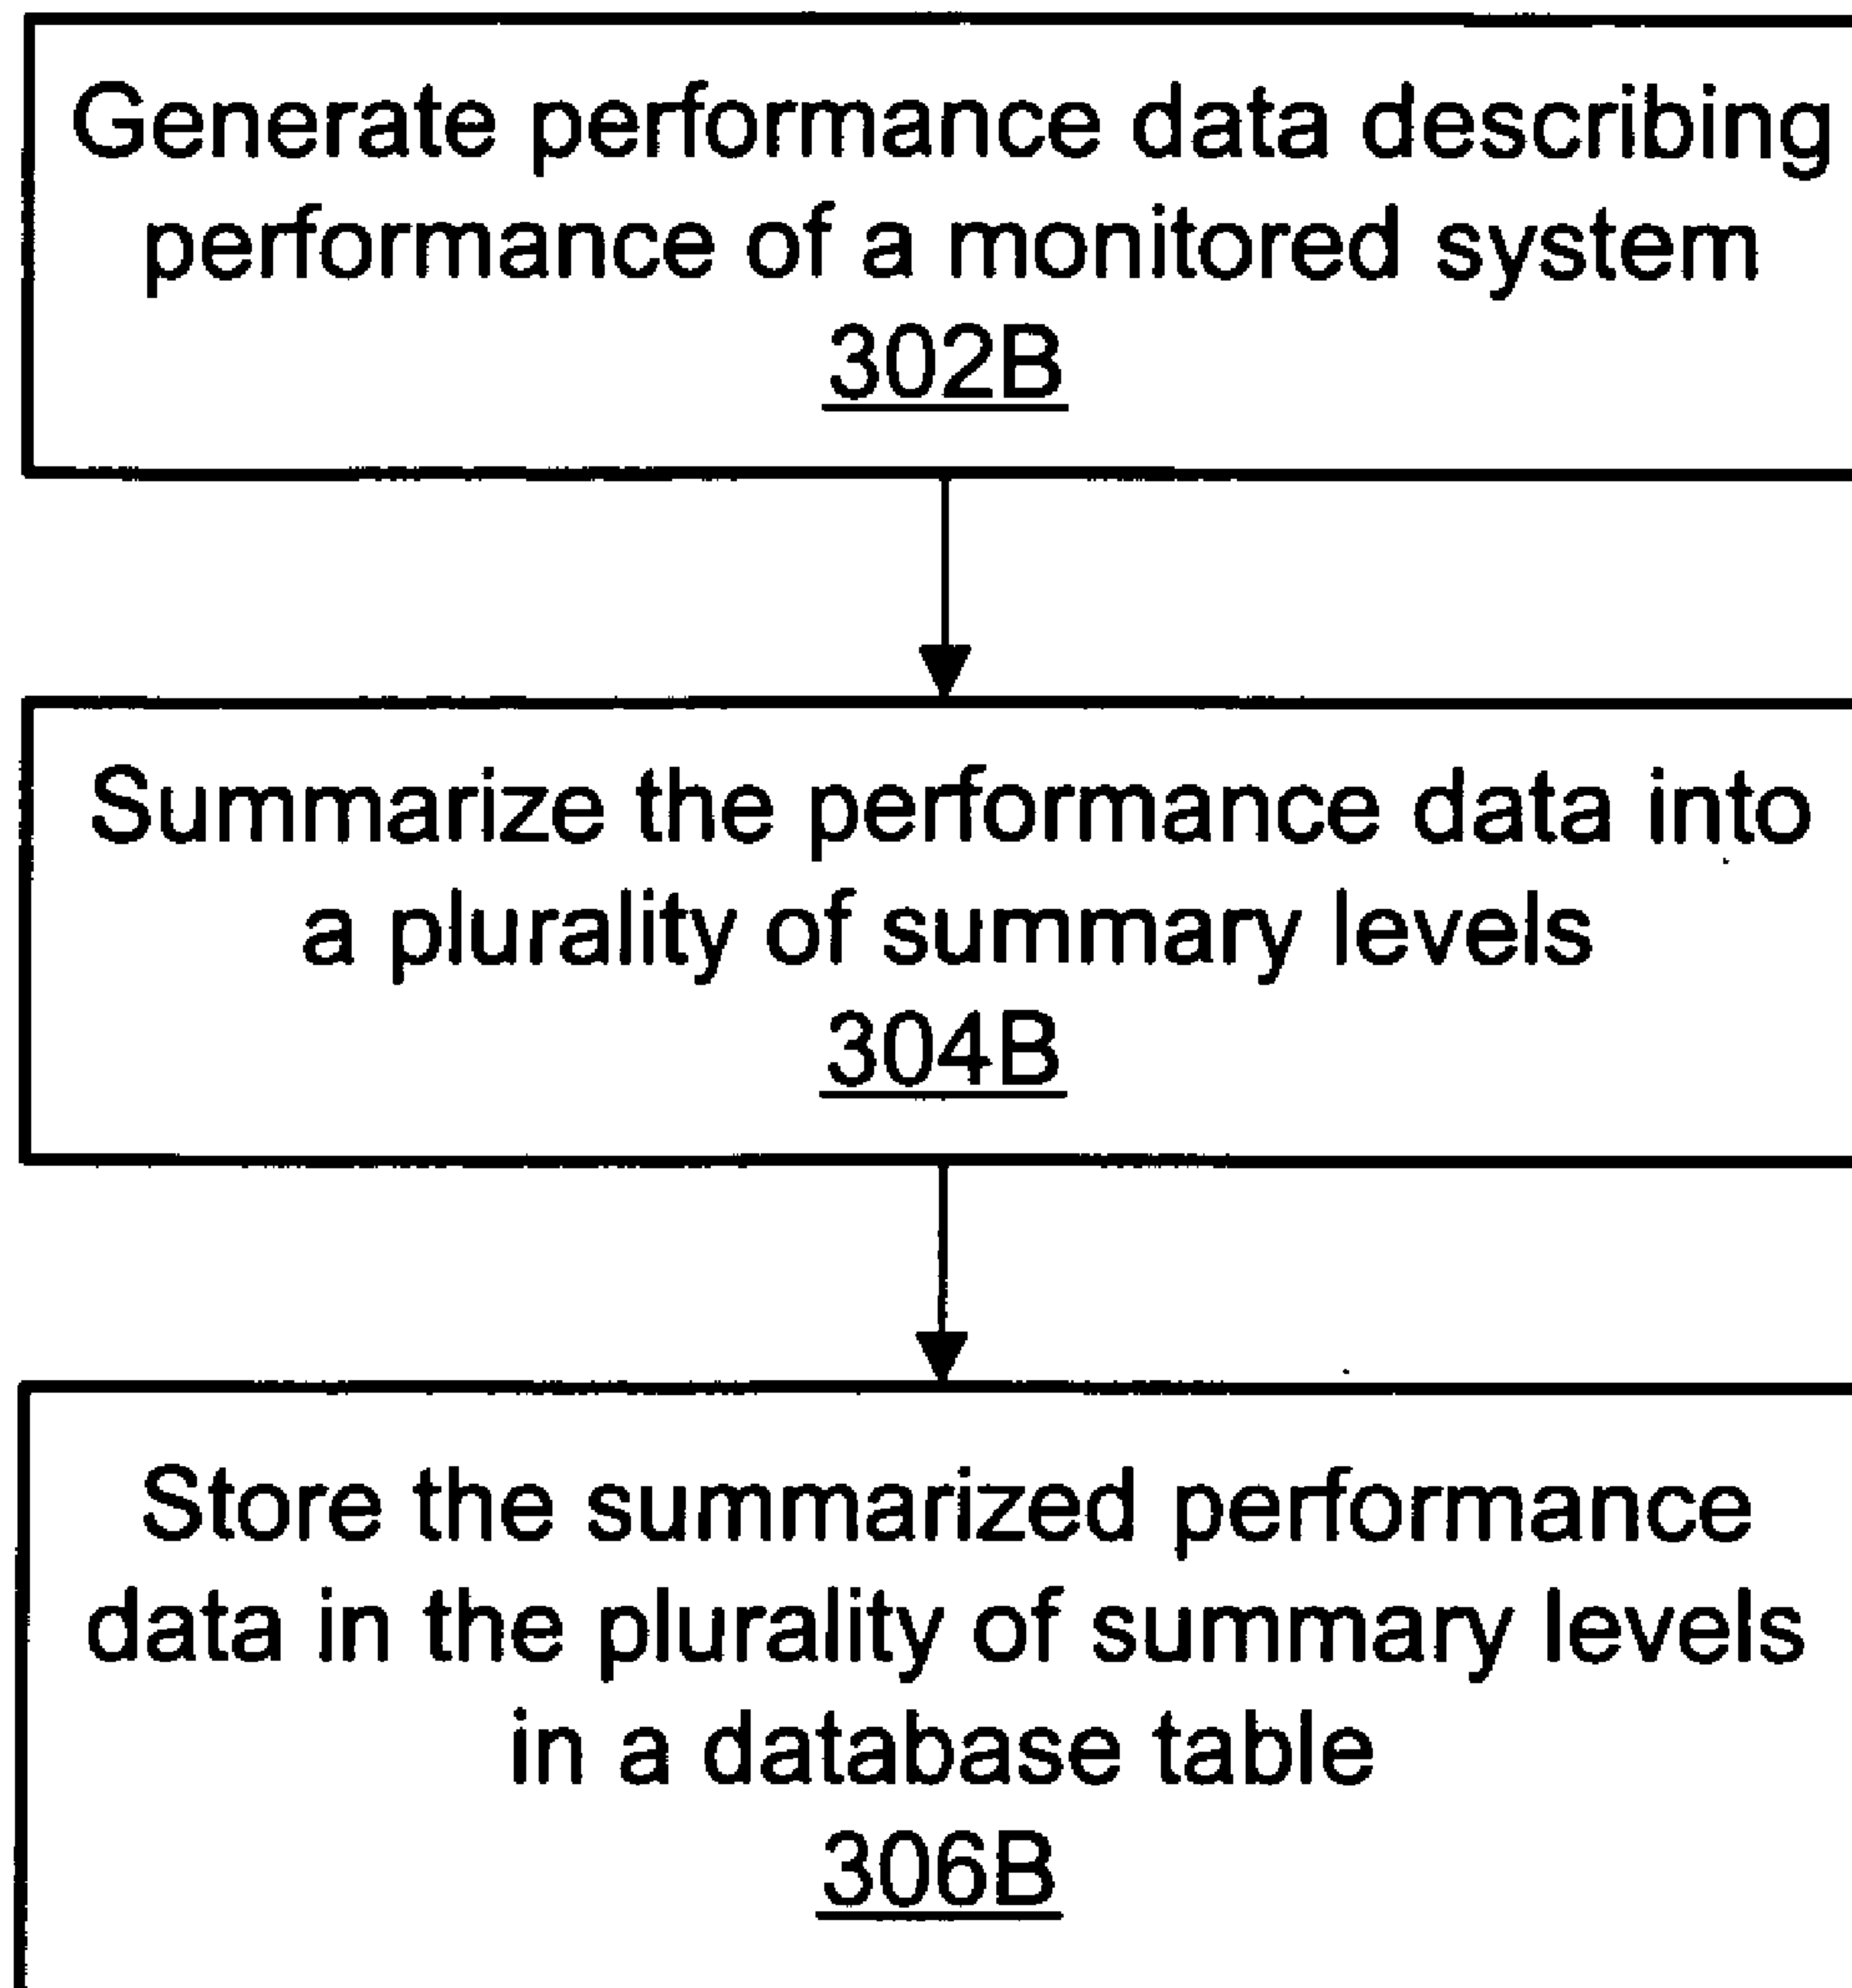 Generate performance data describing
performance of a monitored system
302B
Summarize the performance data into
a plurality of summary levels
304B
Store the summarized performance
data in the plurality of summary levels
in a database table
306B